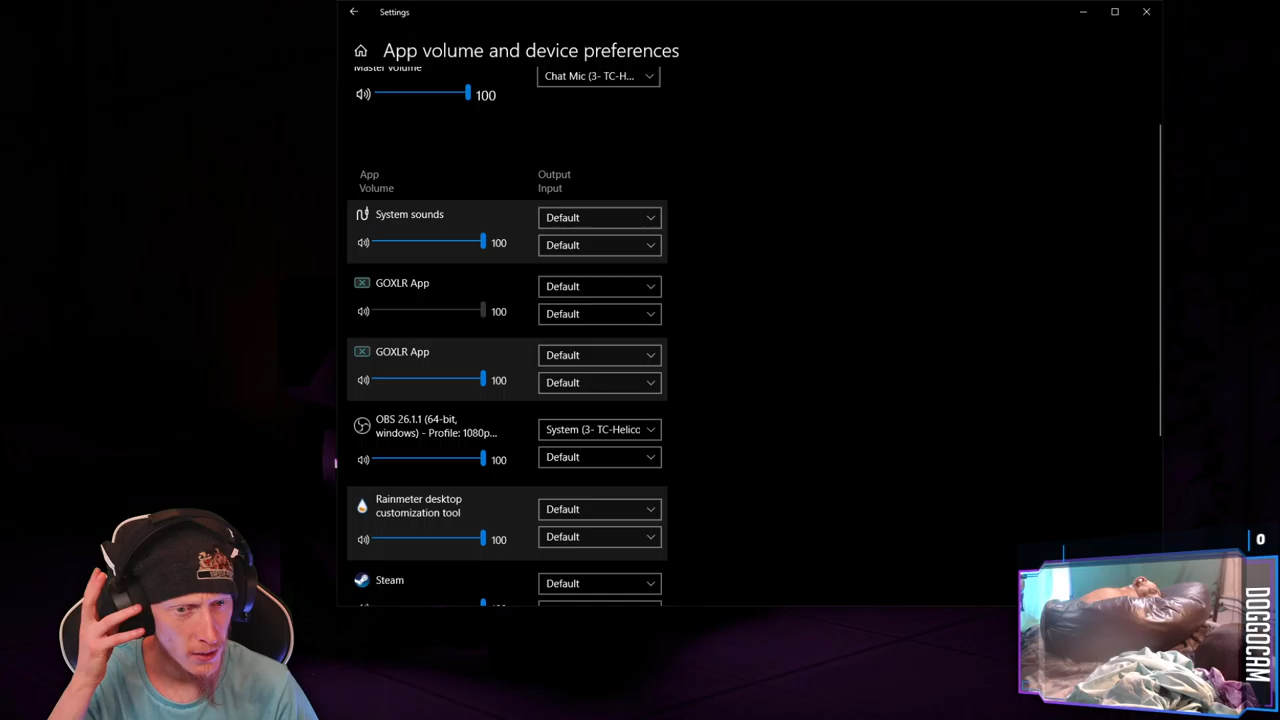 Settings
App volume and device preferences
Master volume
Chat Mic (3- TC-H...
100
App
Volume
Output
Input
System sounds
Default
100
Default
GOXLR App
Default
100
Default
GOXLR App
Default
100
Default
OBS 26.1.1 (64-bit,
windows) - Profile: 1080p...
System (3- TC-Helico
100
Default
Rainmeter desktop
customization tool
Default
100
Default
Steam
Default
0
DOGGOCAM